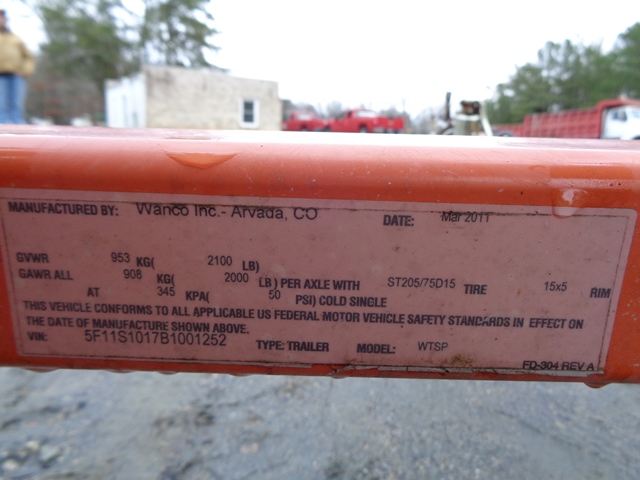 MANUFACTURED BY: Wanco Inc.- Arvada, CO DATE: Mar 2011
GVWR 953 KG( 2100 LB)
GAWR ALL 908 KG( 2000 LB) PER AXLE WITH ST205/75D15 TIRE 15x5 RIM
AT 345 KPA( 50 PSI) COLD SINGLE
THIS VEHICLE CONFORMS TO ALL APPLICABLE US FEDERAL MOTOR VEHICLE SAFETY STANDARDS IN EFFECT ON
THE DATE OF MANUFACTURE SHOWN ABOVE.
VIN: 5F11S1017B1001252 TYPE: TRAILER MODEL: WTSP
FD-304 REV A